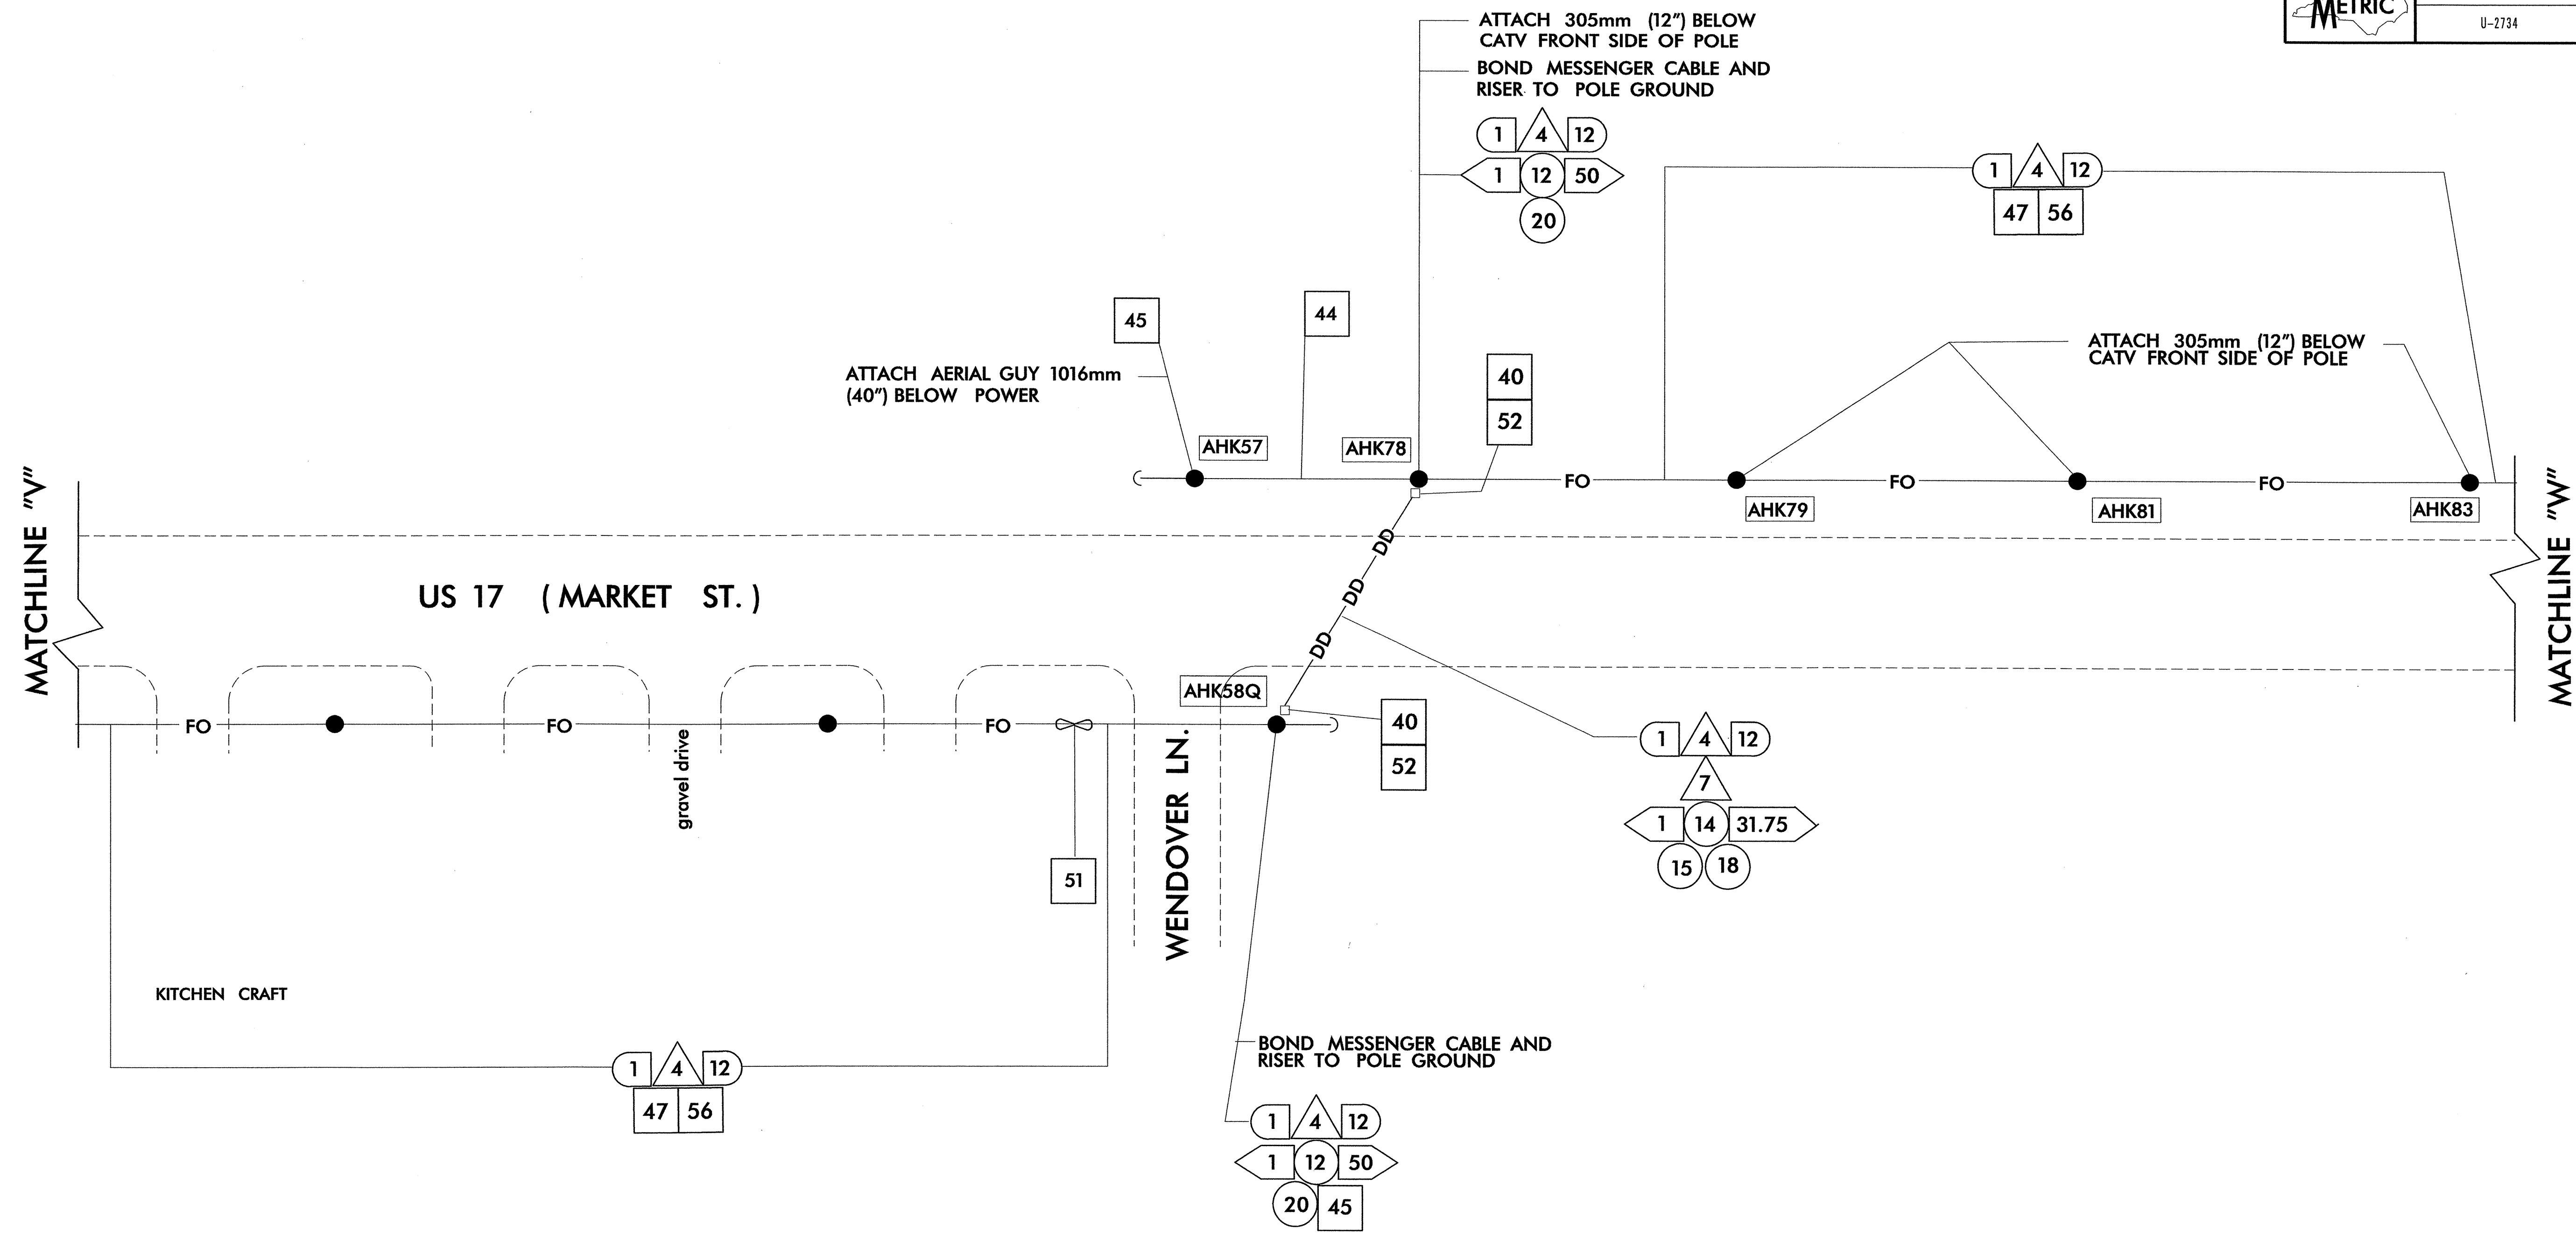 METRIC
U-2734
ATTACH 305mm (12") BELOW
CATV FRONT SIDE OF POLE
BOND MESSENGER CABLE AND
RISER TO POLE GROUND
1 4 12
1 12 50
20
1 4 12
47 56
45
44
ATTACH AERIAL GUY 1016mm
(40") BELOW POWER
40
52
ATTACH 305mm (12") BELOW
CATV FRONT SIDE OF POLE
AHK57
AHK78
FO
FO
FO
AHK79
AHK81
AHK83
MATCHLINE "V"
MATCHLINE "W"
DD
DD
DD
US 17 ( MARKET ST. )
AHK58Q
FO
FO
FO
gravel drive
WENDOVER LN.
40
52
1 4 12
7
1 14 31.75
15 18
51
KITCHEN CRAFT
BOND MESSENGER CABLE AND
RISER TO POLE GROUND
1 4 12
47 56
1 4 12
1 12 50
20 45